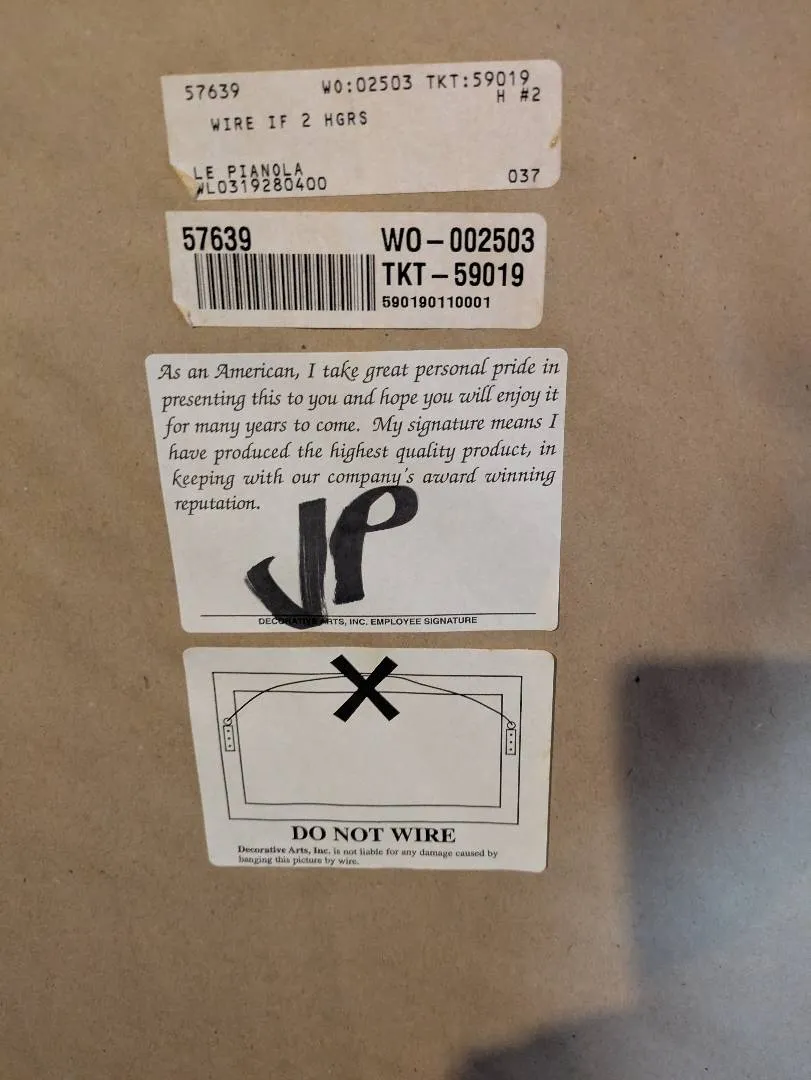 57639 WO:02503 TKT:59019
H #2
WIRE IF 2 HGRS
LE PIANOLA
WL0319280400 037
57639 WO-002503
TKT-59019
590190110001
As an American, I take great personal pride in
presenting this to you and hope you will enjoy it
for many years to come. My signature means I
have produced the highest quality product, in
keeping with our company's award winning
reputation.
JP
DECORATIVE ARTS, INC. EMPLOYEE SIGNATURE
DO NOT WIRE
Decorative Arts, Inc. is not liable for any damage caused by
hanging this picture by wire.